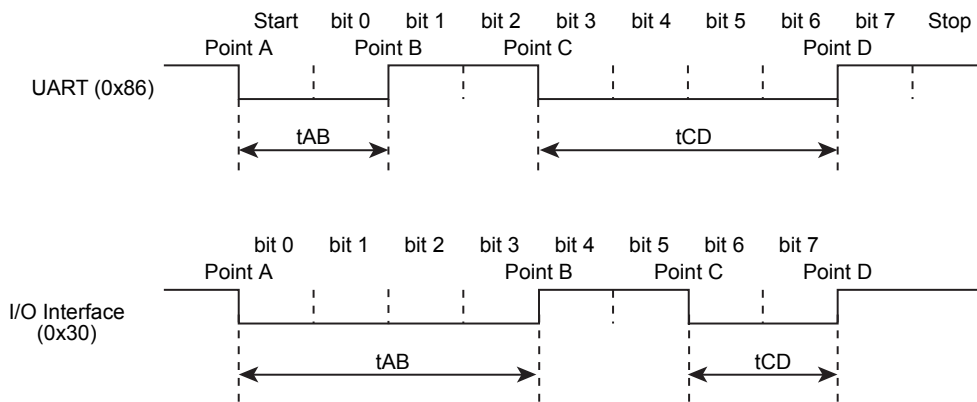 Start bit 0 bit 1 bit 2 bit 3 bit 4 bit 5 bit 6 bit 7 Stop
Point A Point B Point C Point D
UART (0x86)
tAB tCD
bit 0 bit 1 bit 2 bit 3 bit 4 bit 5 bit 6 bit 7
Point A Point B Point C Point D
I/O Interface
(0x30)
tAB tCD